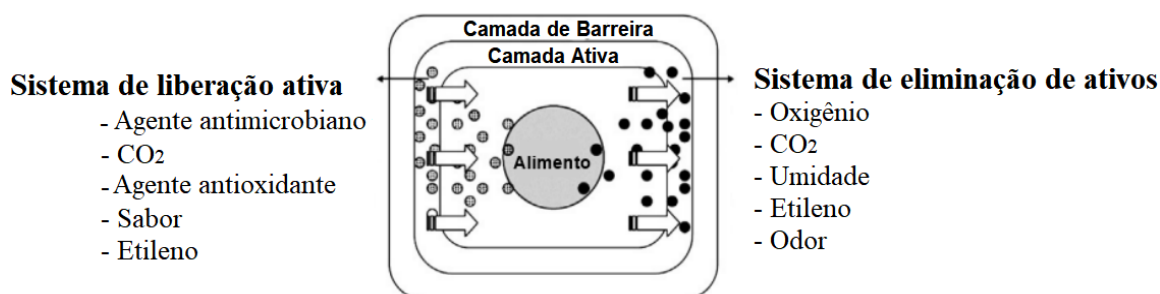 Camada de Barreira
Camada Ativa
Sistema de liberação ativa
- Agente antimicrobiano
- CO2
- Agente antioxidante
- Sabor
- Etileno
Alimento
Sistema de eliminação de ativos
- Oxigênio
- CO2
- Umidade
- Etileno
- Odor